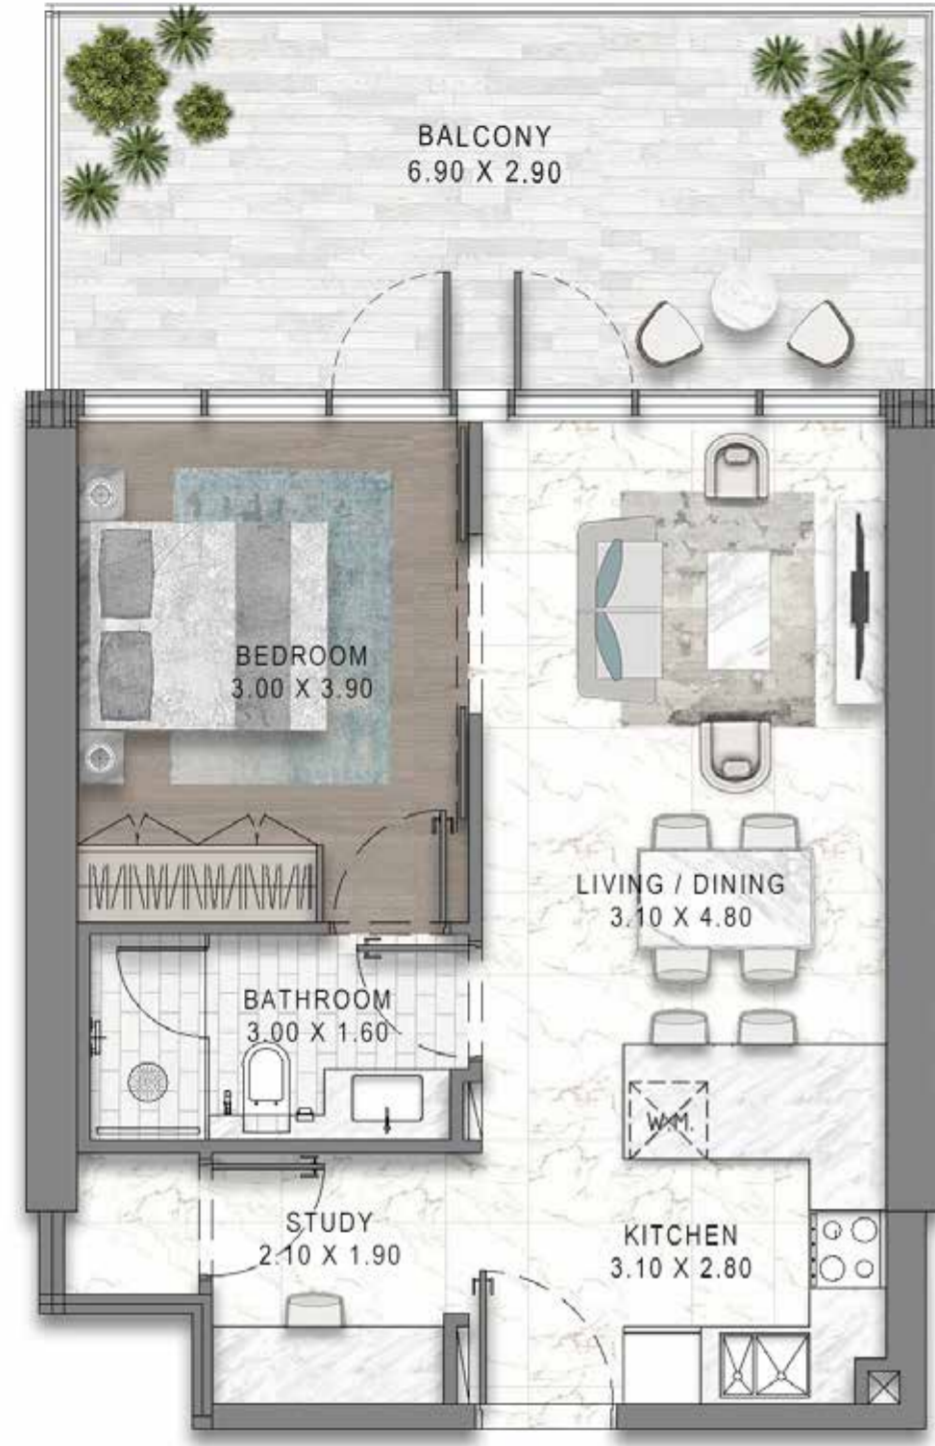 BALCONY
6.90 X 2.90
BEDROOM
3.00 X 3.90
LIVING / DINING
3.10 X 4.80
BATHROOM
3.00 X 1.60
W.M.
STUDY
2.10 X 1.90
KITCHEN
3.10 X 2.80